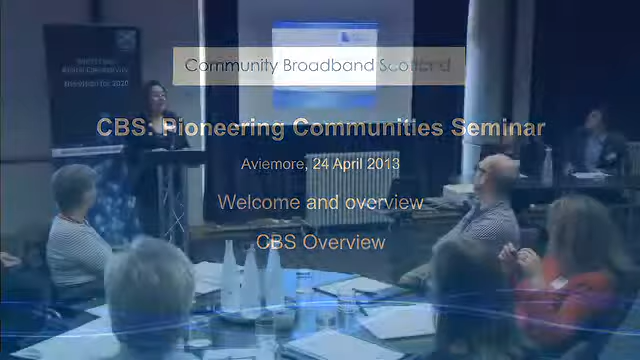 Community Broadband Scotland
CBS: Pioneering Communities Seminar
Aviemore, 24 April 2013
Welcome and overview
CBS Overview